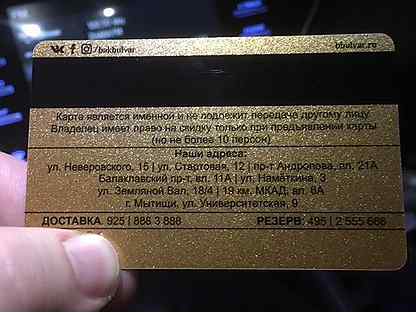 /bakbulvar bbulvar.ru
Карта является именной и не подлежит передаче другому лицу.
Владелец имеет право на скидку только при предъявлении карты
(но не более 10 персон)
Наши адреса:
ул. Неверовского, 15 | ул. Стартовая, 12 | пр-т Андропова, вл. 21А
Балаклавский пр-т, вл. 11А | ул. Намёткина, 3
ул. Земляной Вал, 18/4 | 19 км. МКАД, вл. 8А
г. Мытищи, ул. Университетская, 9
ДОСТАВКА 925 | 888 3 888 РЕЗЕРВ: 495 | 2 555 666